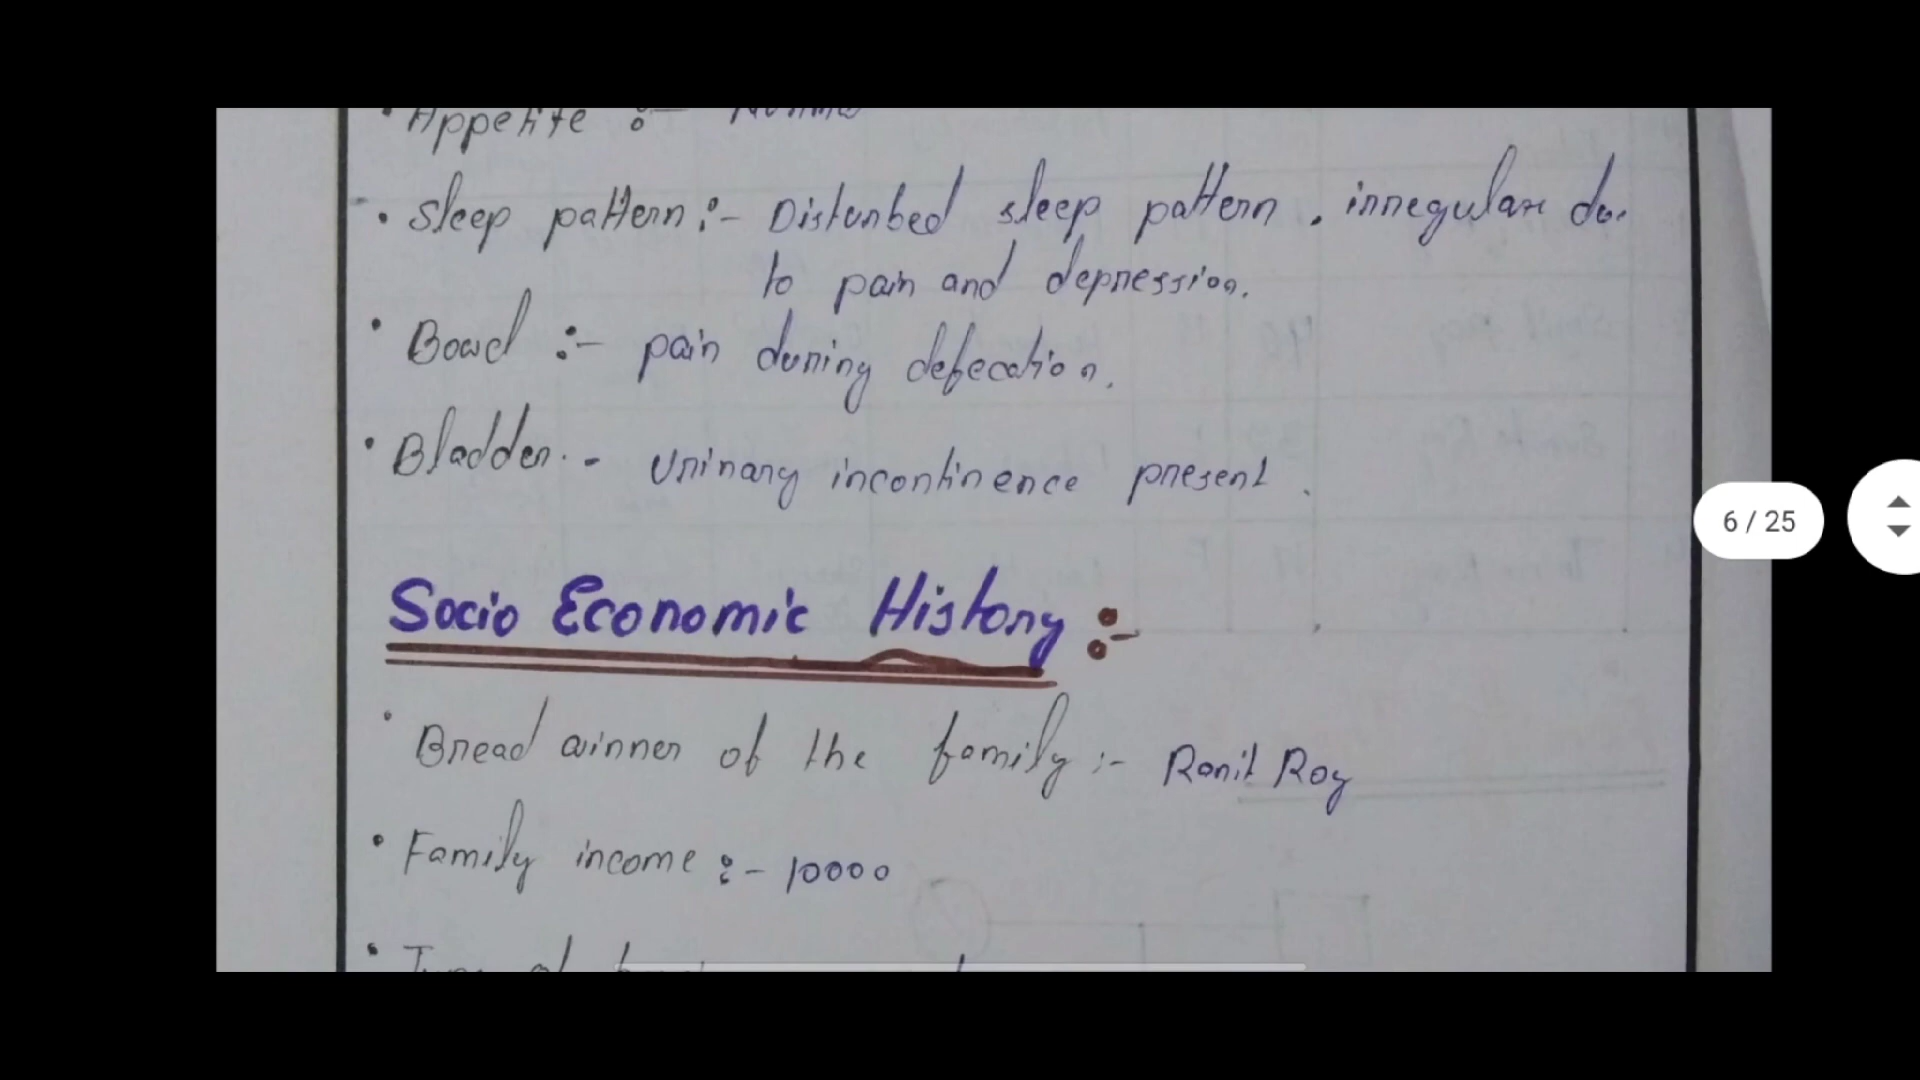 • Appetite :-
• Sleep pattern :- Disturbed sleep pattern. irregular
to pain and depression.
• Bowel :- pain during defecation.
• Bladder.- Urinary incontinence present.
Socio Economic History :-
• Bread winner of the family :- Ronit Roy
• Family income :- 10000
6 / 25